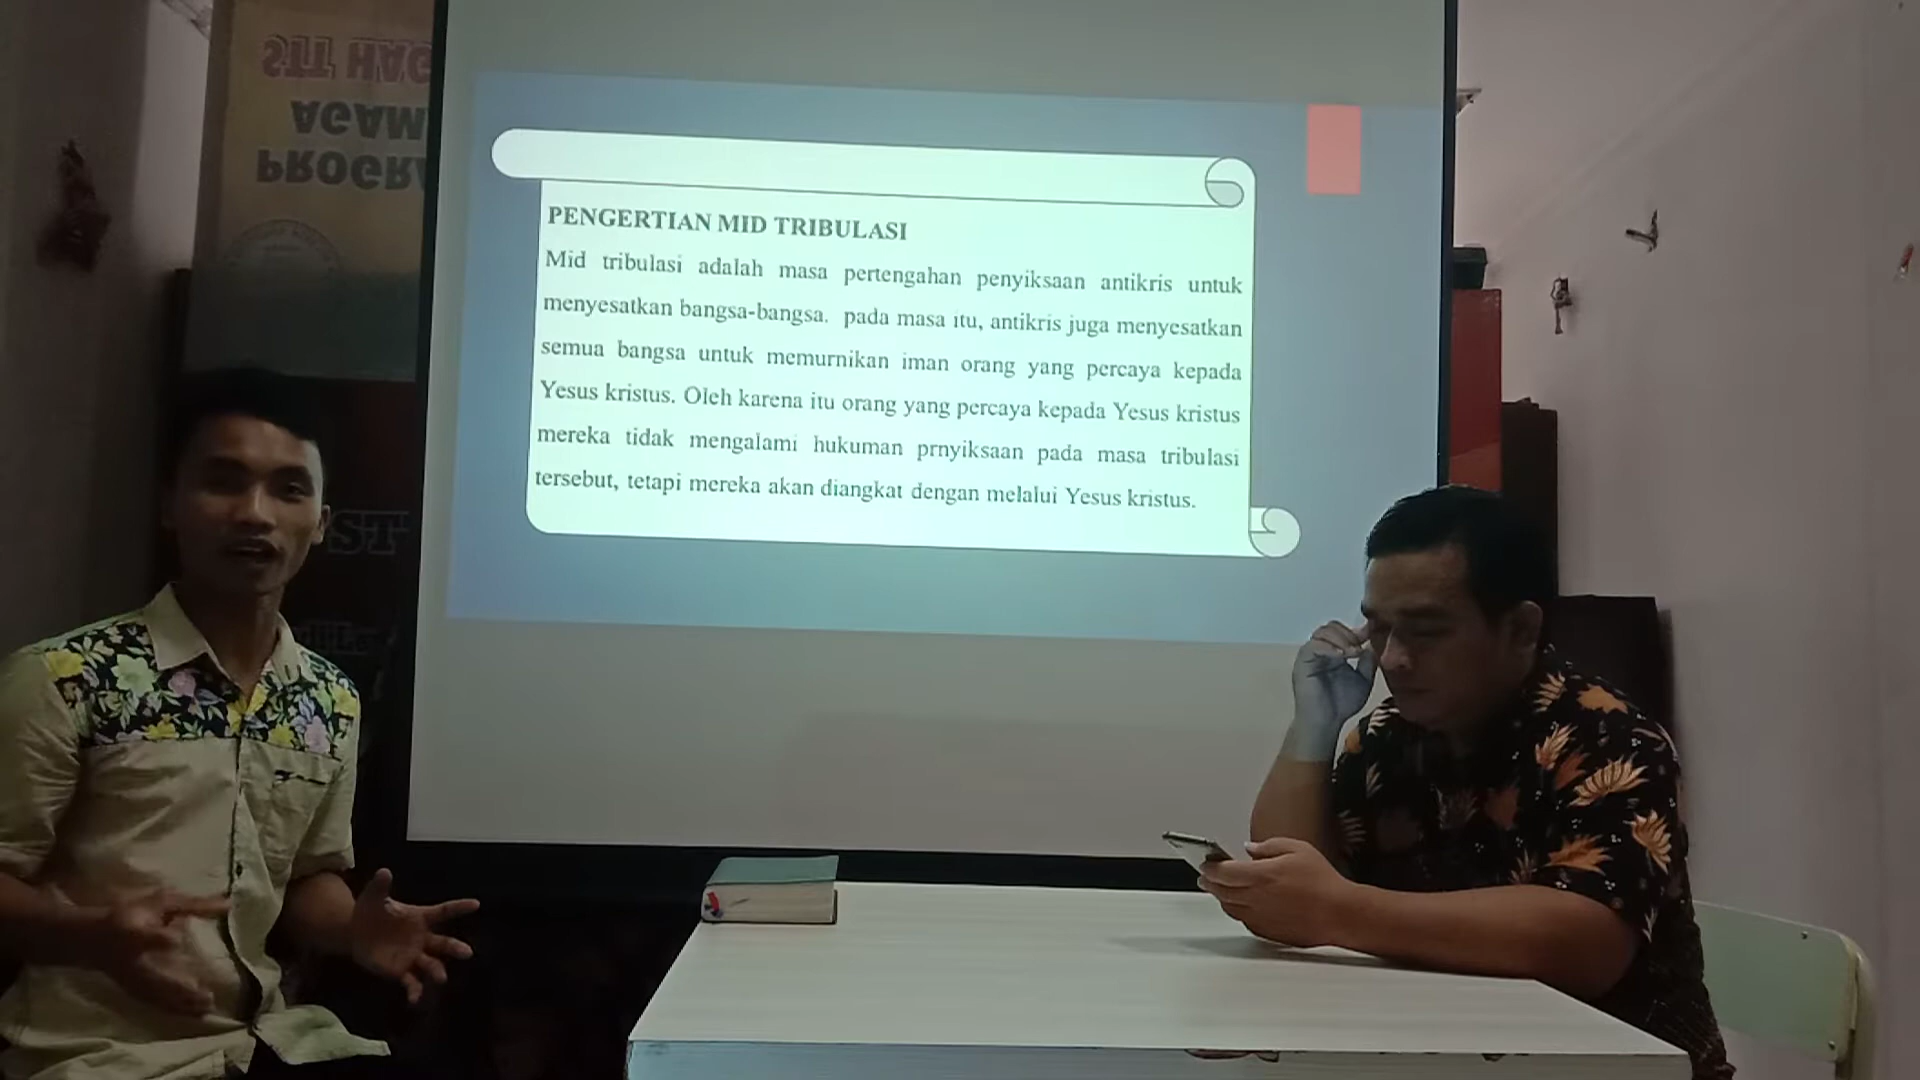 STT HAG
AGAM
PROGR
PENGERTIAN MID TRIBULASI
Mid tribulasi adalah masa pertengahan penyiksaan antikris untuk
menyesatkan bangsa-bangsa. pada masa itu, antikris juga menyesatkan
semua bangsa untuk memurnikan iman orang yang percaya kepada
Yesus kristus. Oleh karena itu orang yang percaya kepada Yesus kristus
mereka tidak mengalami hukuman prnyiksaan pada masa tribulasi
tersebut, tetapi mereka akan diangkat dengan melalui Yesus kristus.
ST